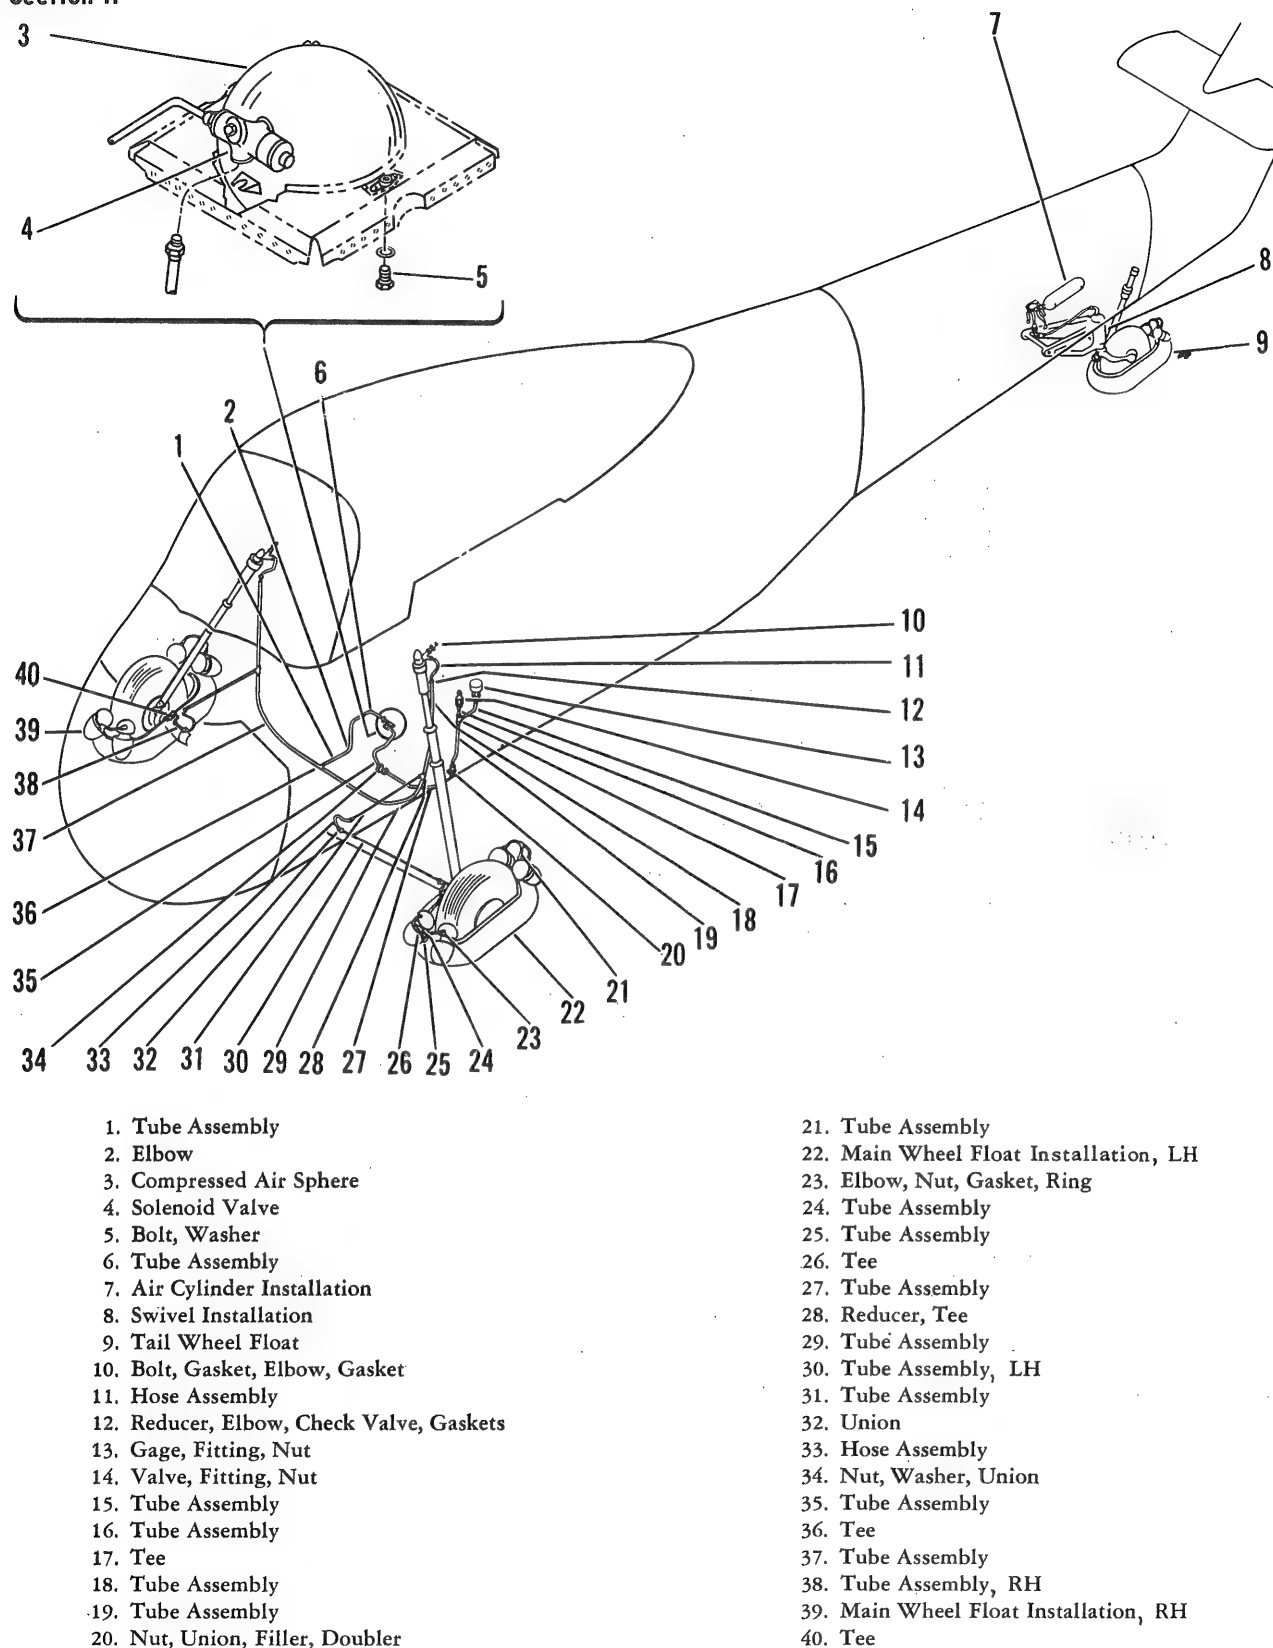 3
7
4
5
8
9
6
2
1
10
11
40
12
39
13
38
14
37
15
16
36
17
18
19
20
35
21
22
23
34
33
32
31
30
29
28
27
26
25
24
1. Tube Assembly
2. Elbow
3. Compressed Air Sphere
4. Solenoid Valve
5. Bolt, Washer
6. Tube Assembly
7. Air Cylinder Installation
8. Swivel Installation
9. Tail Wheel Float
10. Bolt, Gasket, Elbow, Gasket
11. Hose Assembly
12. Reducer, Elbow, Check Valve, Gaskets
13. Gage, Fitting, Nut
14. Valve, Fitting, Nut
15. Tube Assembly
16. Tube Assembly
17. Tee
18. Tube Assembly
19. Tube Assembly
20. Nut, Union, Filler, Doubler
21. Tube Assembly
22. Main Wheel Float Installation, LH
23. Elbow, Nut, Gasket, Ring
24. Tube Assembly
25. Tube Assembly
26. Tee
27. Tube Assembly
28. Reducer, Tee
29. Tube Assembly
30. Tube Assembly, LH
31. Tube Assembly
32. Union
33. Hose Assembly
34. Nut, Washer, Union
35. Tube Assembly
36. Tee
37. Tube Assembly
38. Tube Assembly, RH
39. Main Wheel Float Installation, RH
40. Tee